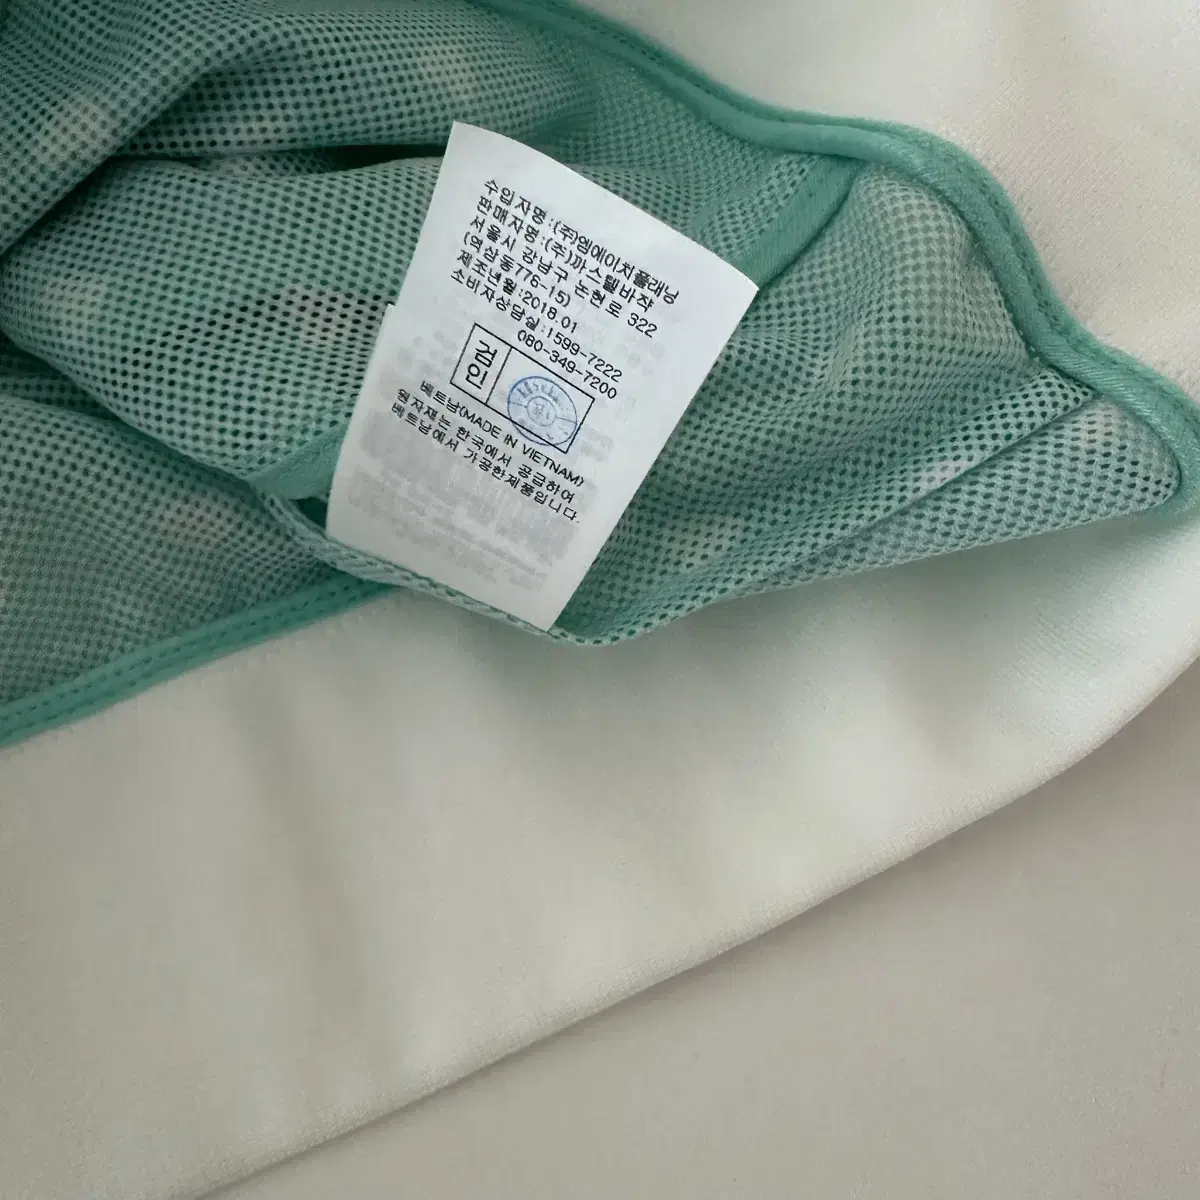 수입자명:(주)엠에이치플래닝
판매자명:(주)까스텔바쟉
서울시 강남구 논현로 322
(역삼동776-15)
제조년월:2018.01
소비자상담실:1599-7222
080-349-7200
검인
베트남(MADE IN VIETNAM)
원자재는 한국에서 공급하여
베트남에서 가공한제품입니다.